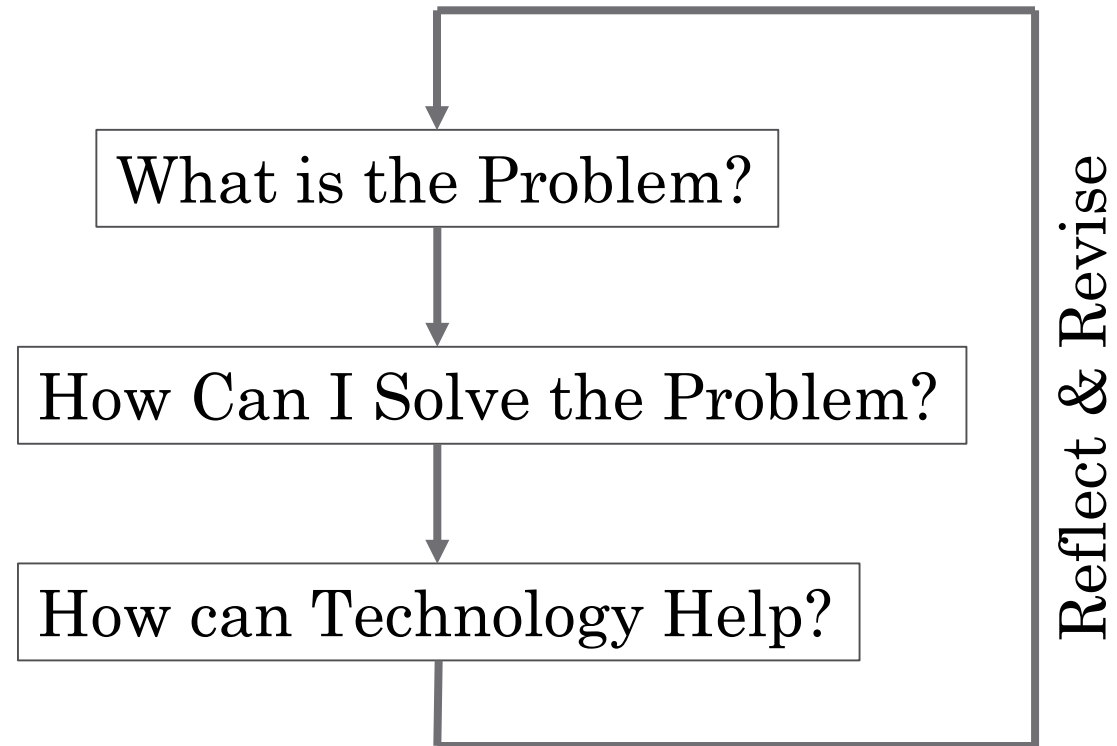 What is the Problem?
How Can I Solve the Problem?
How can Technology Help?
Reflect & Revise